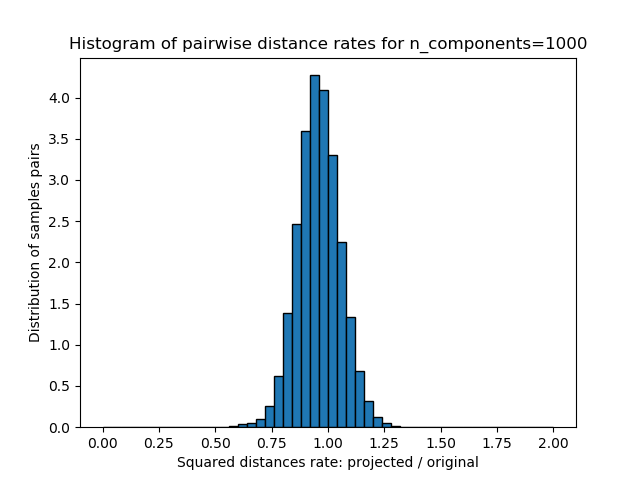 Histogram of pairwise distance rates for n_components=1000
4.0
3.5
3.0
2.5
2.0
1.5
1.0
0.5
0.0
Distribution of samples pairs
0.00 0.25 0.50 0.75 1.00 1.25 1.50 1.75 2.00
Squared distances rate: projected / original